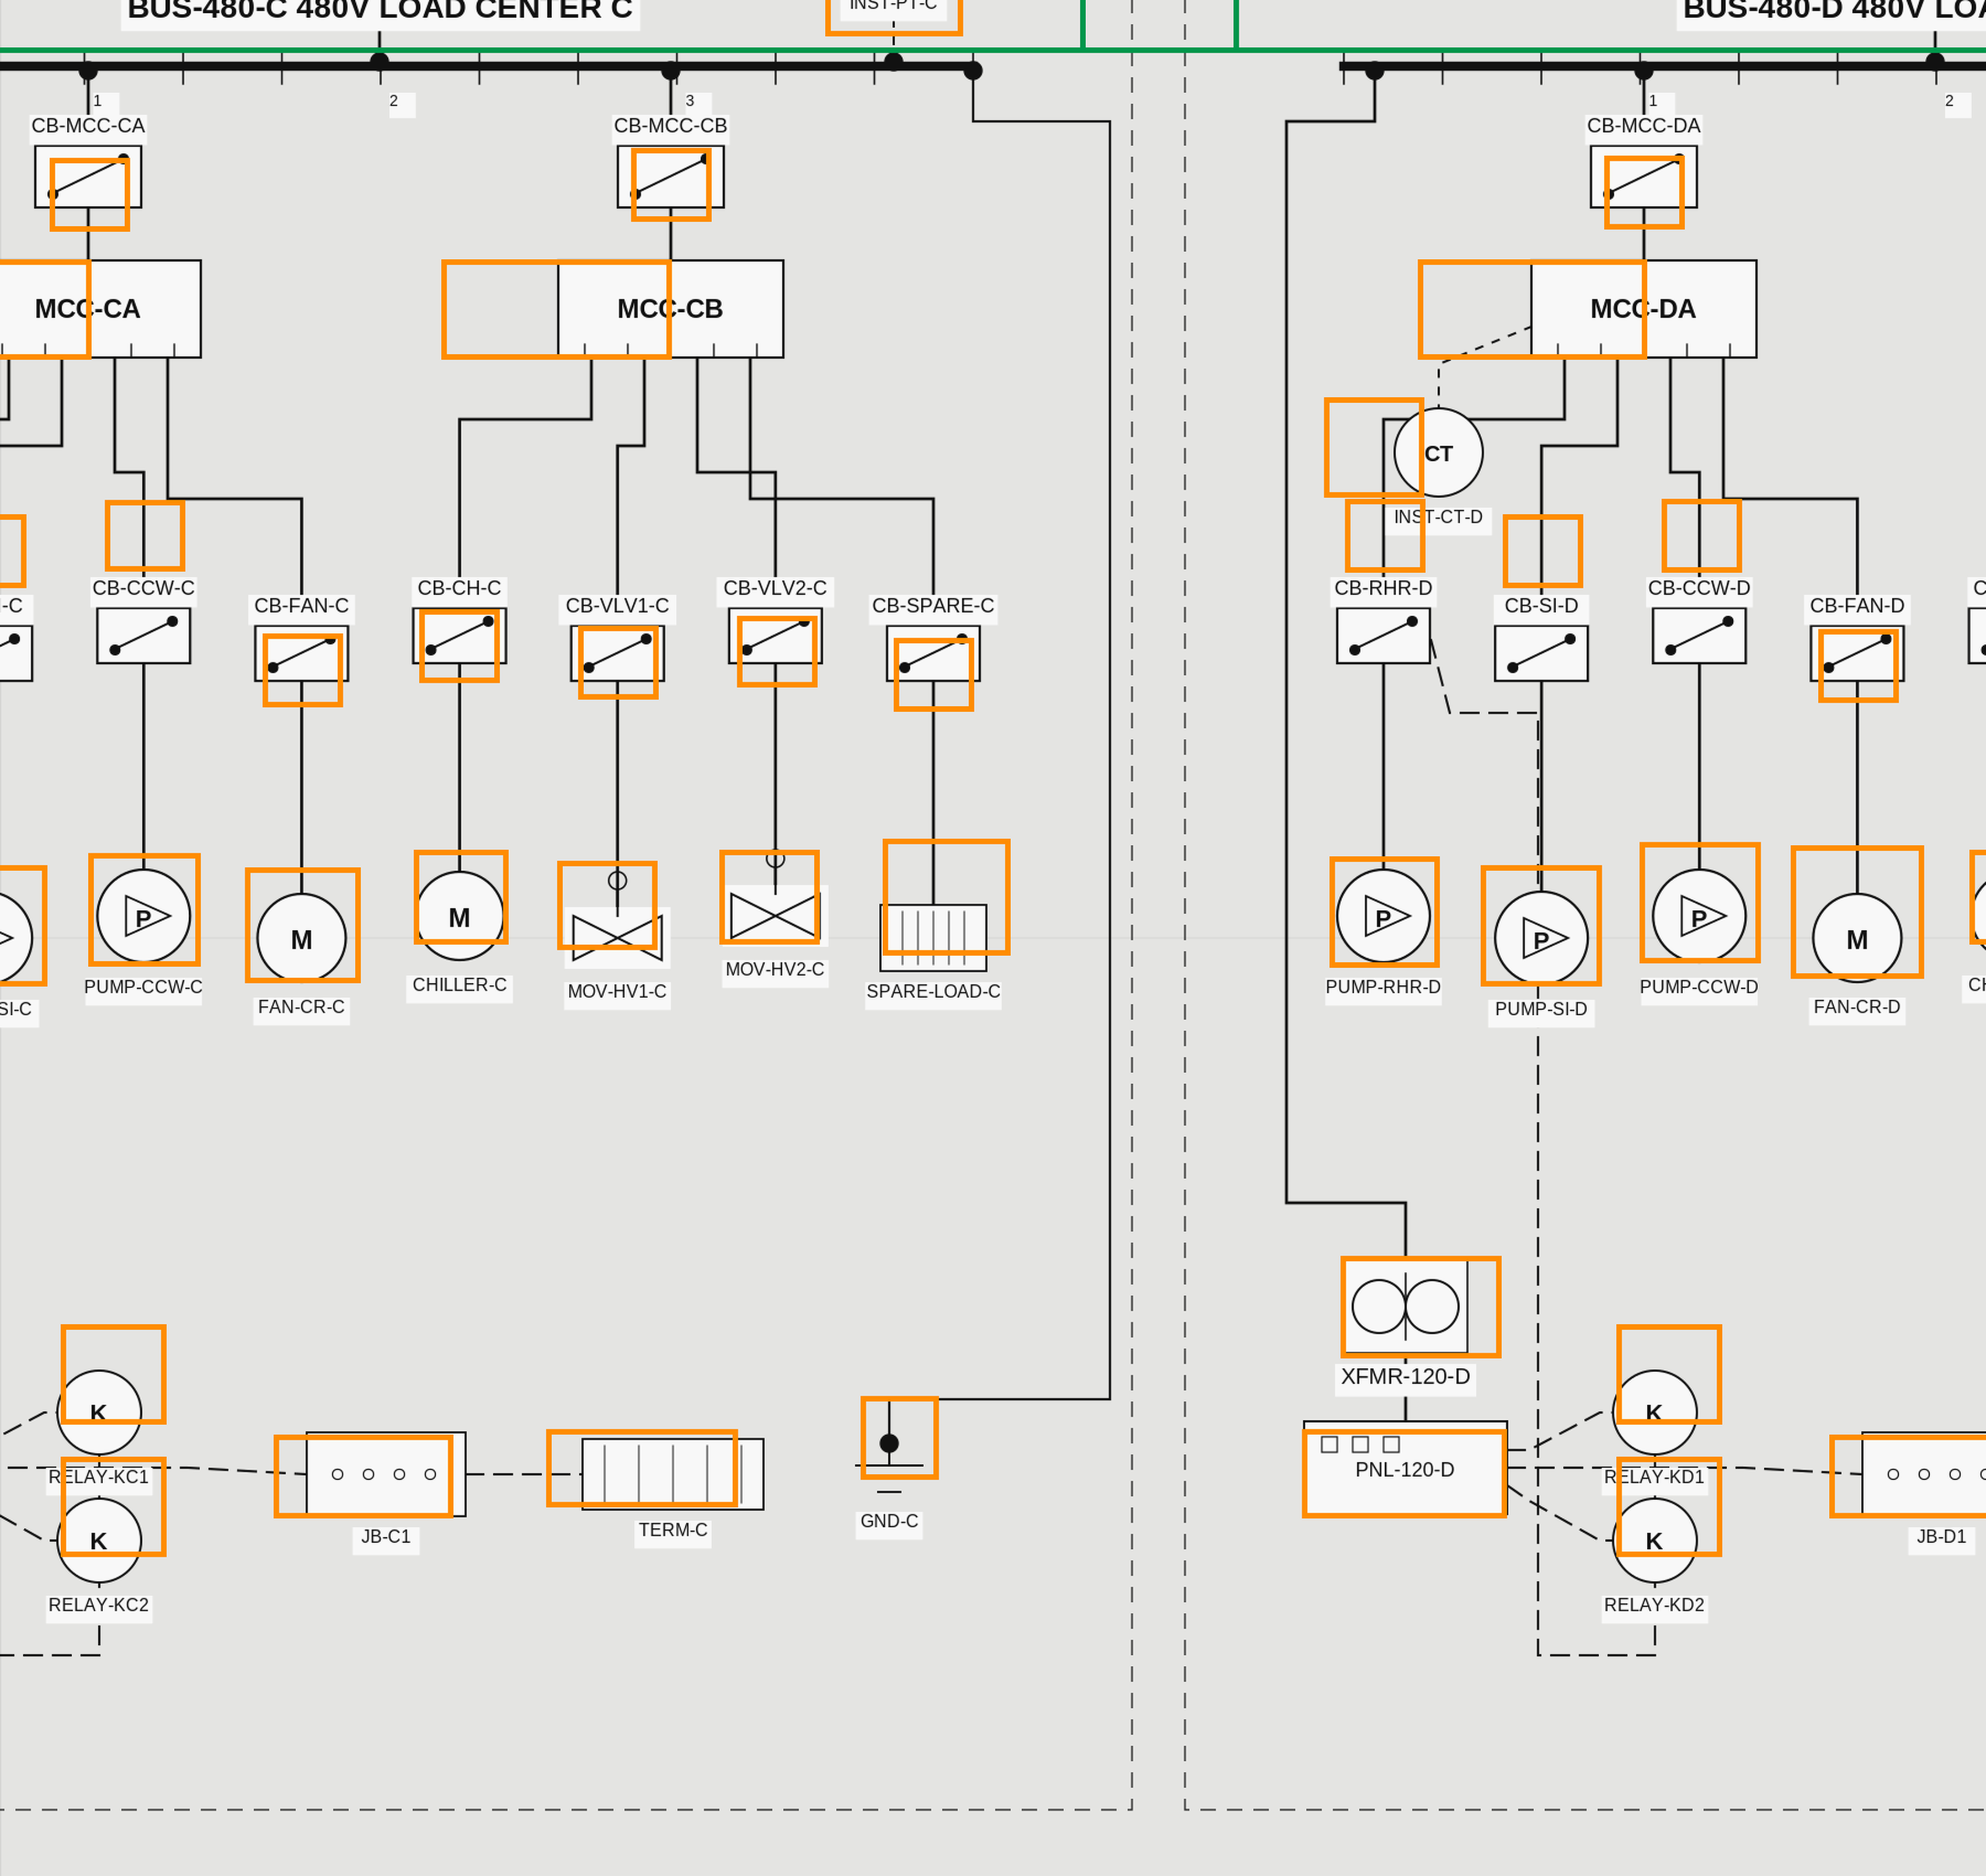 BUS-480-C 480V LOAD CENTER C
INST-PT-C
BUS-480-D 480V
1
2
3
1
2
CB-MCC-CA
CB-MCC-CB
CB-MCC-DA
MCC-CA
MCC-CB
MCC-DA
CT
INST-CT-D
-C
CB-CCW-C
CB-FAN-C
CB-CH-C
CB-VLV1-C
CB-VLV2-C
CB-SPARE-C
CB-RHR-D
CB-SI-D
CB-CCW-D
CB-FAN-D
P
M
M
P
P
P
M
SI-C
PUMP-CCW-C
FAN-CR-C
CHILLER-C
MOV-HV1-C
MOV-HV2-C
SPARE-LOAD-C
PUMP-RHR-D
PUMP-SI-D
PUMP-CCW-D
FAN-CR-D
XFMR-120-D
K
K
RELAY-KC1
PNL-120-D
RELAY-KD1
K
JB-C1
TERM-C
GND-C
K
JB-D1
RELAY-KC2
RELAY-KD2